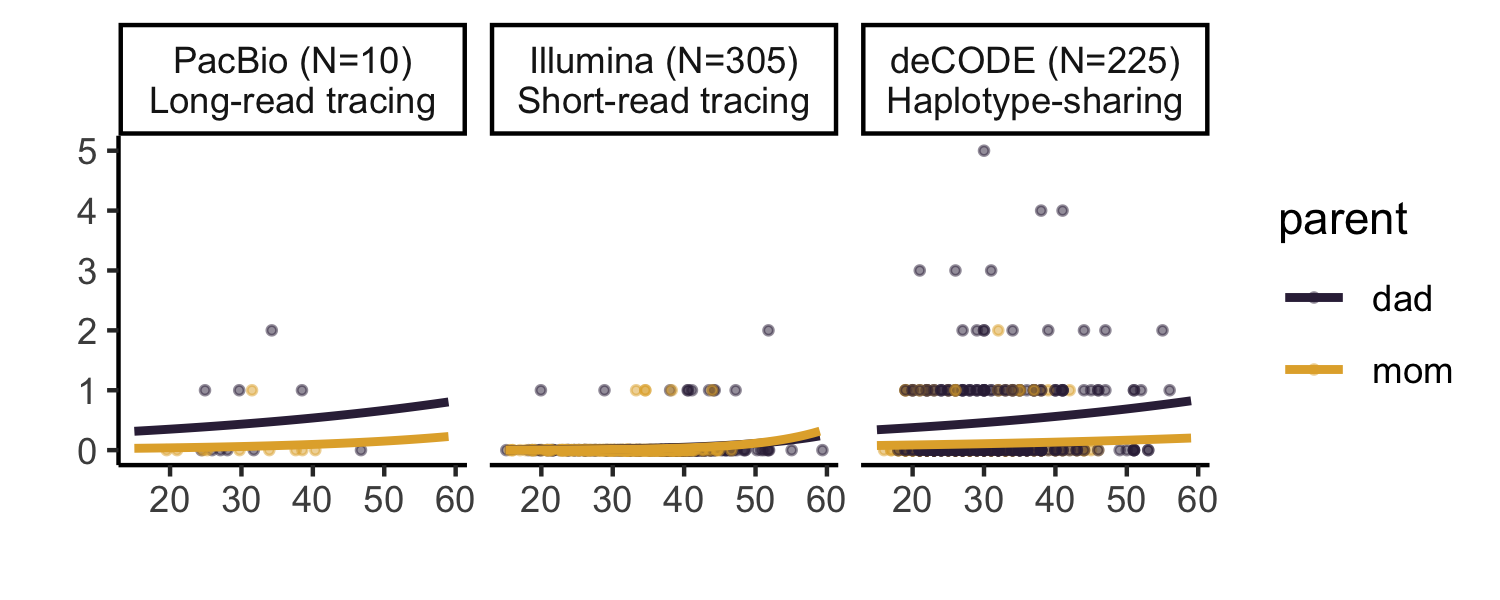 PacBio (N=10)
Long-read tracing
Illumina (N=305)
Short-read tracing
deCODE (N=225)
Haplotype-sharing
5
4
3
2
1
0
20 30 40 50 60
20 30 40 50 60
20 30 40 50 60
parent
dad
mom